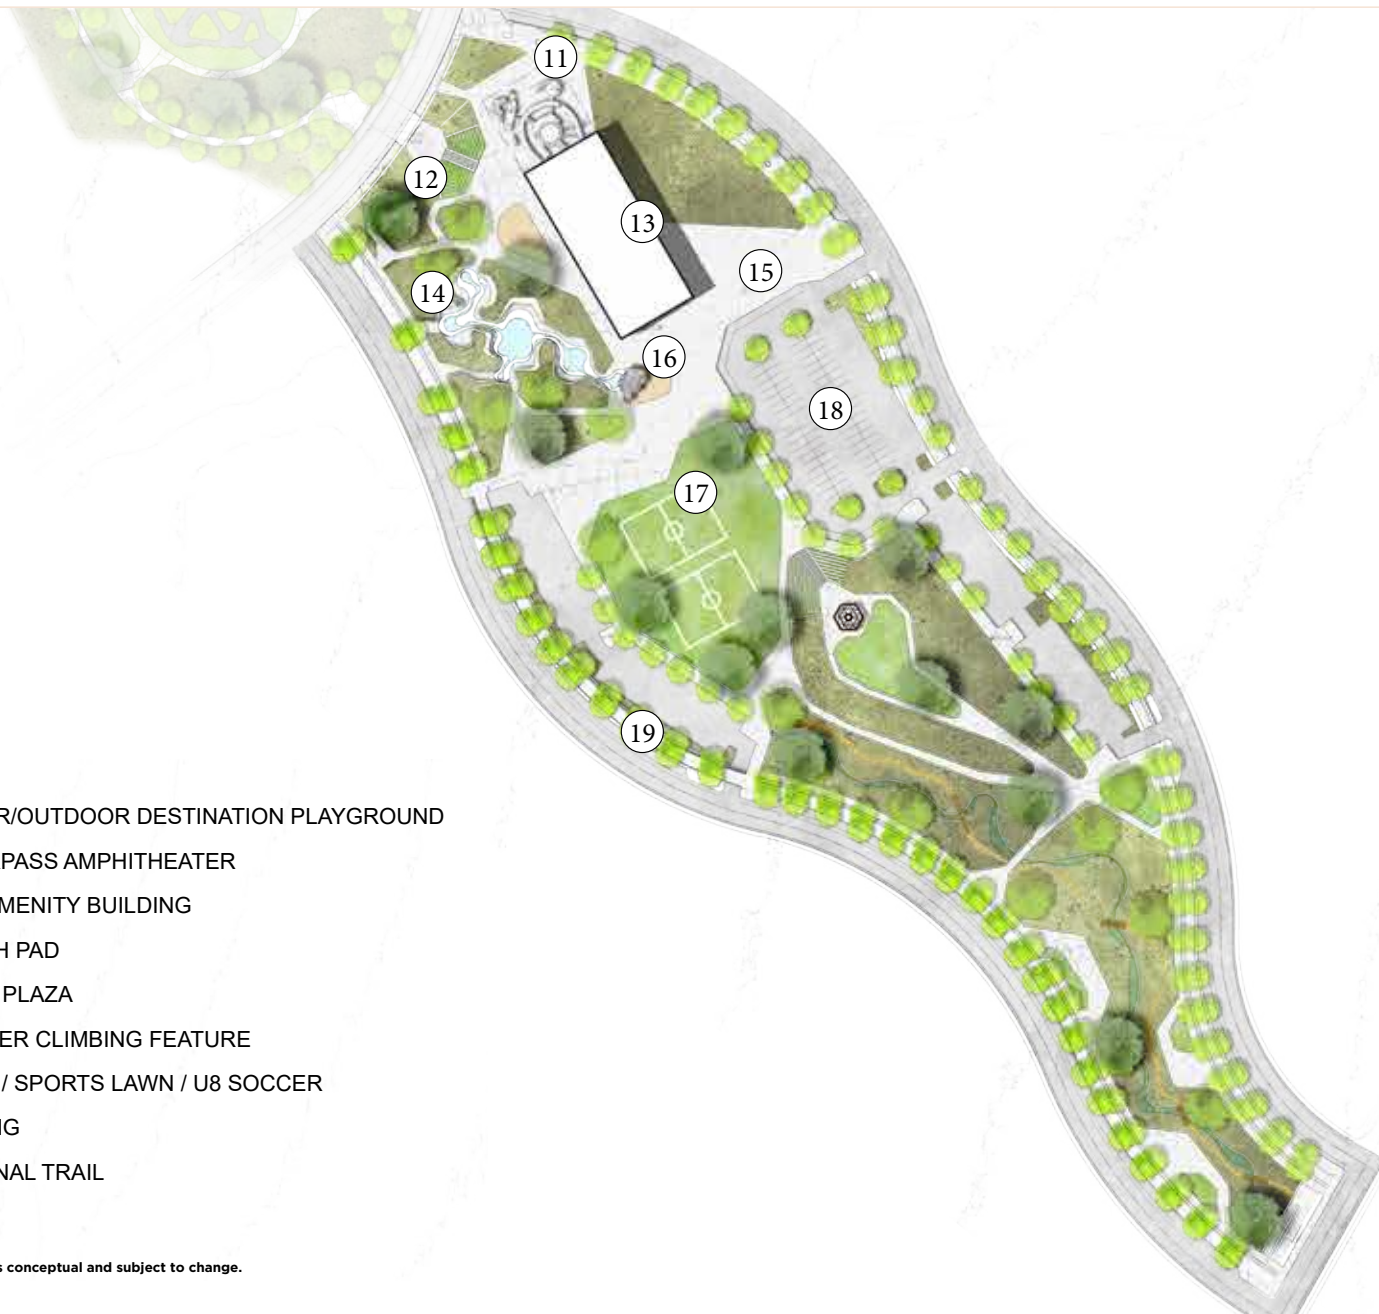 11
12
13
14
15
16
17
18
19
R/OUTDOOR DESTINATION PLAYGROUND
PASS AMPHITHEATER
MENITY BUILDING
H PAD
PLAZA
ER CLIMBING FEATURE
/ SPORTS LAWN / U8 SOCCER
NG
NAL TRAIL
s conceptual and subject to change.